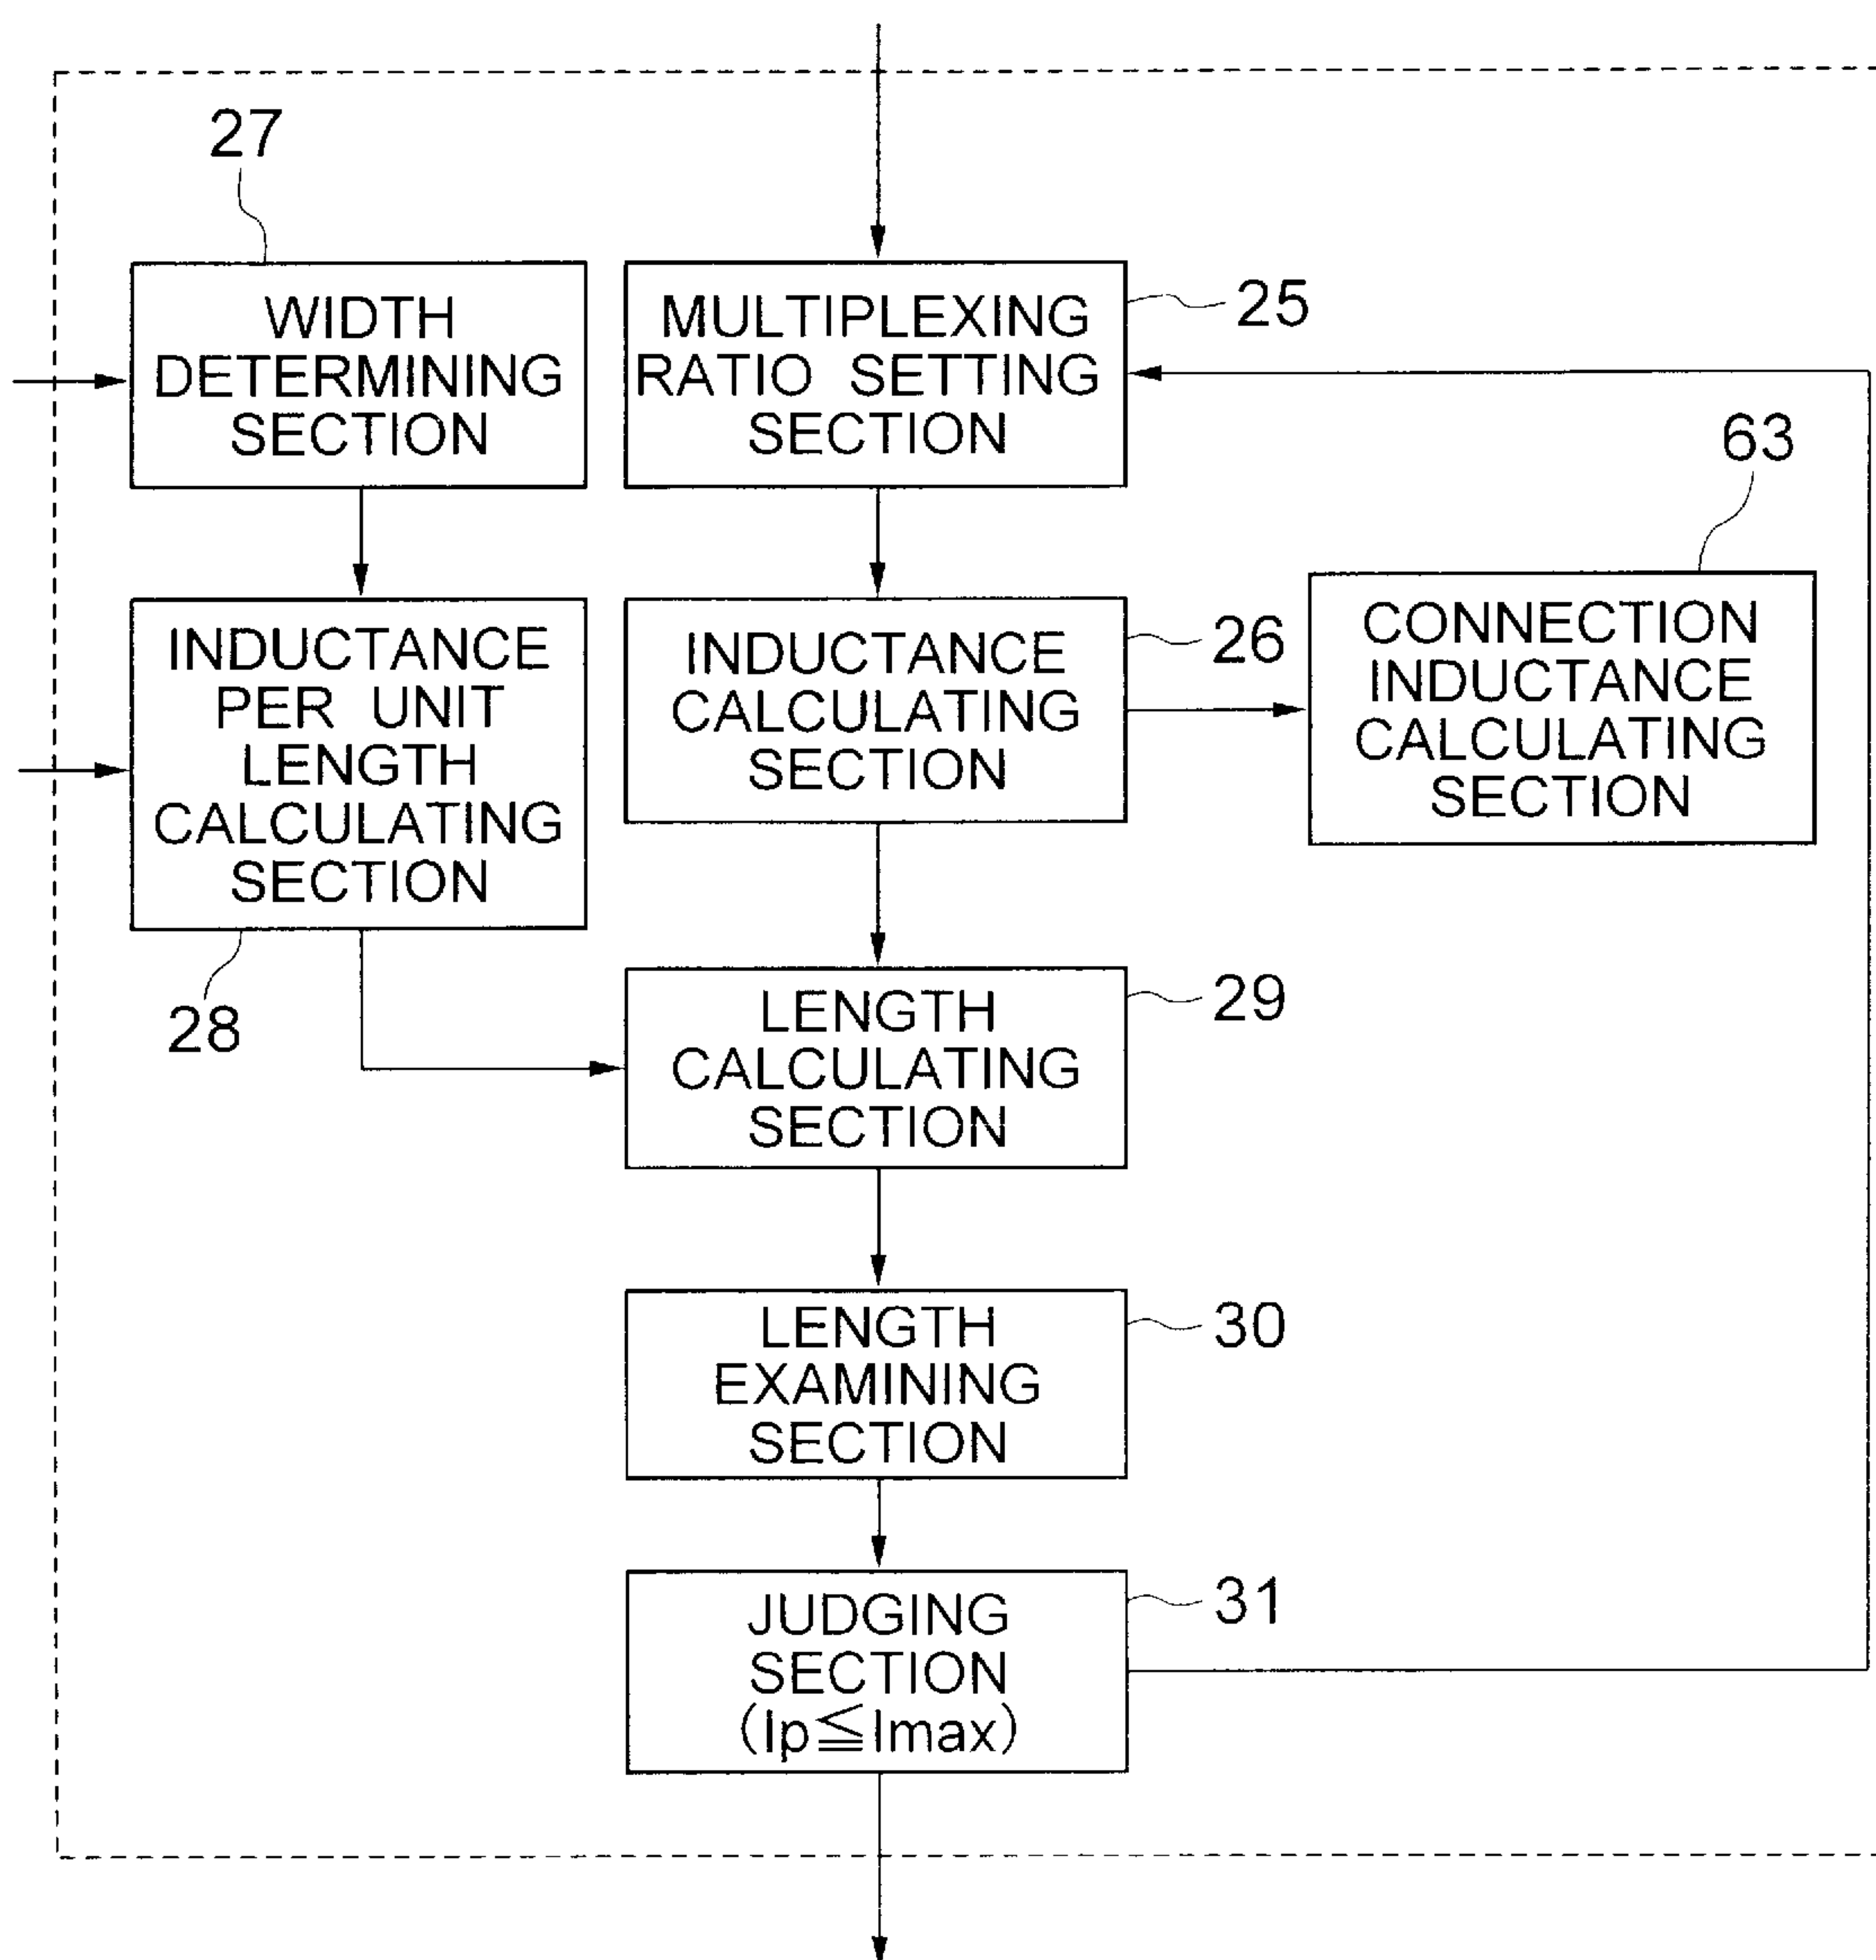 27
WIDTH
DETERMINING
SECTION
MULTIPLEXING
RATIO SETTING
SECTION
25
63
INDUCTANCE
PER UNIT
LENGTH
CALCULATING
SECTION
28
INDUCTANCE
CALCULATING
SECTION
26
CONNECTION
INDUCTANCE
CALCULATING
SECTION
LENGTH
CALCULATING
SECTION
29
LENGTH
EXAMINING
SECTION
30
JUDGING
SECTION
(lp≦lmax)
31